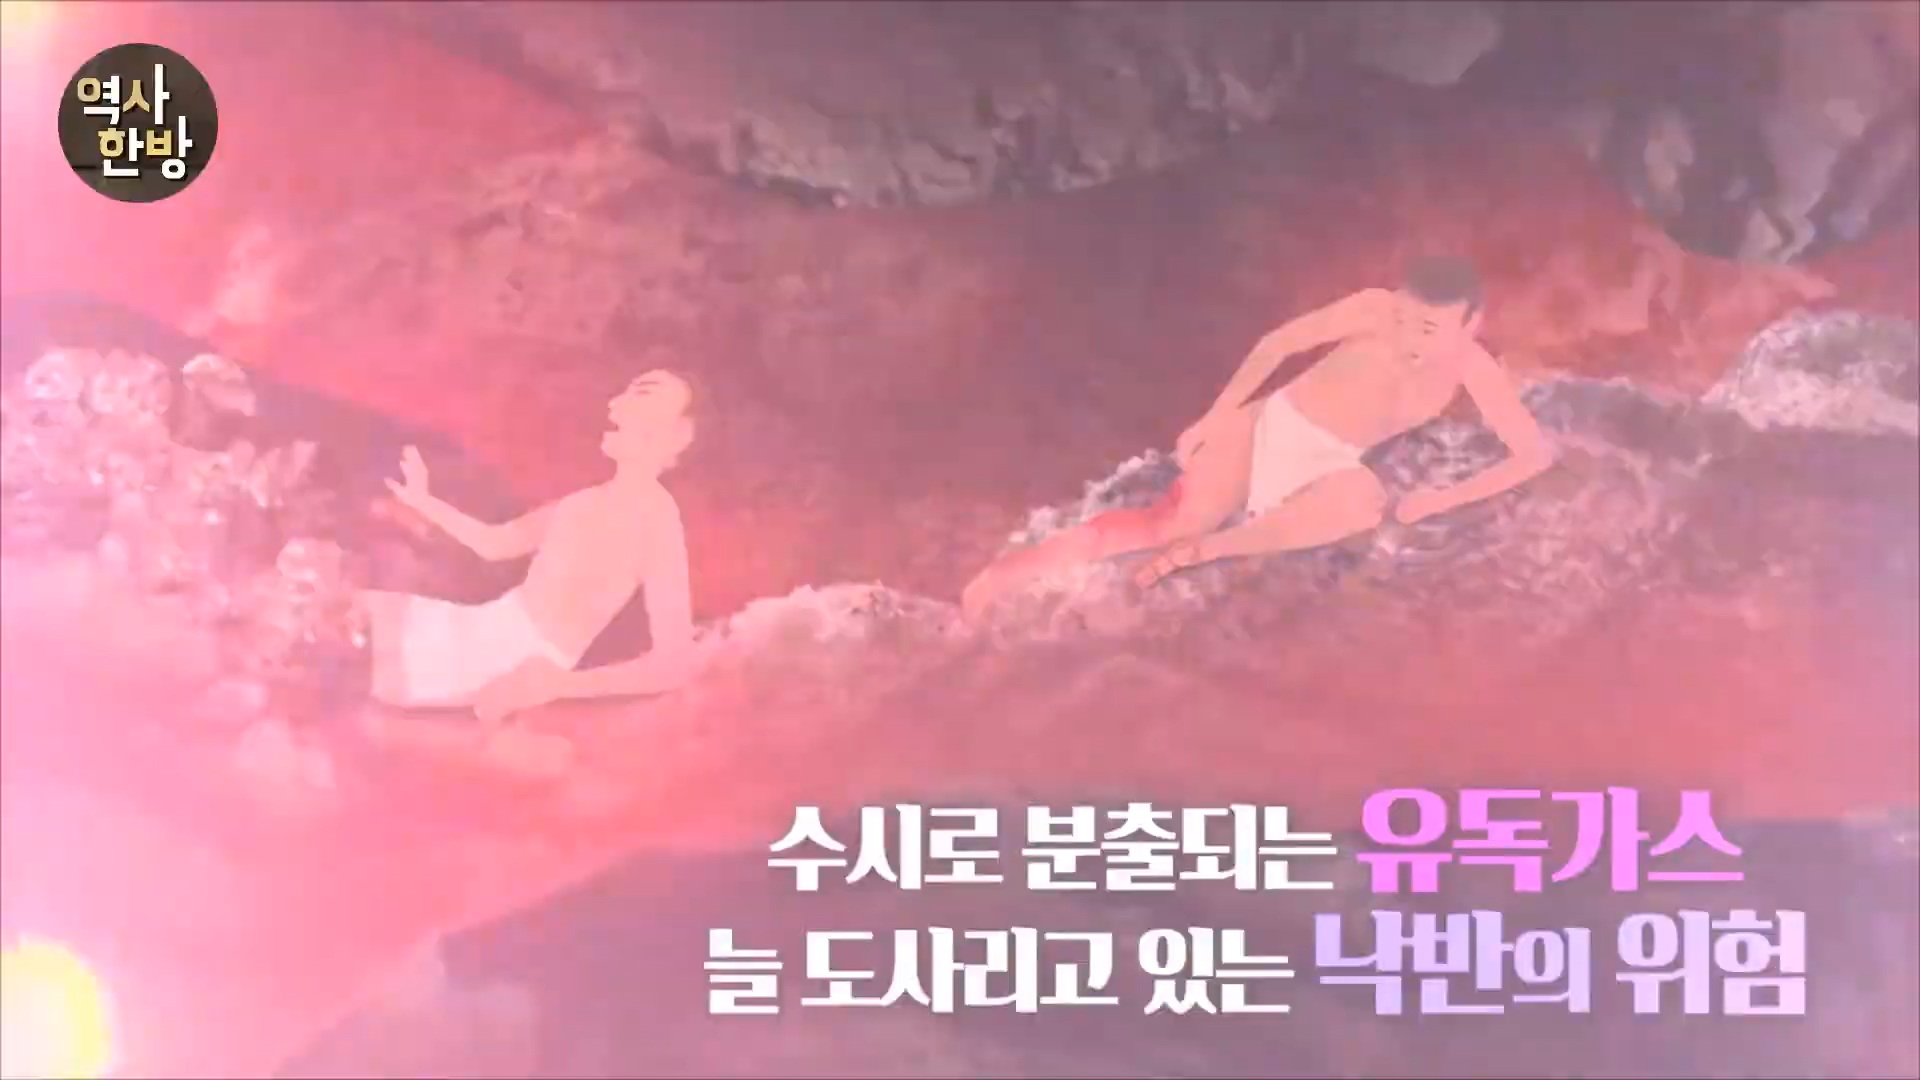 역사
한방
수시로 분출되는 유독가스
늘 도사리고 있는 낙반의 위험